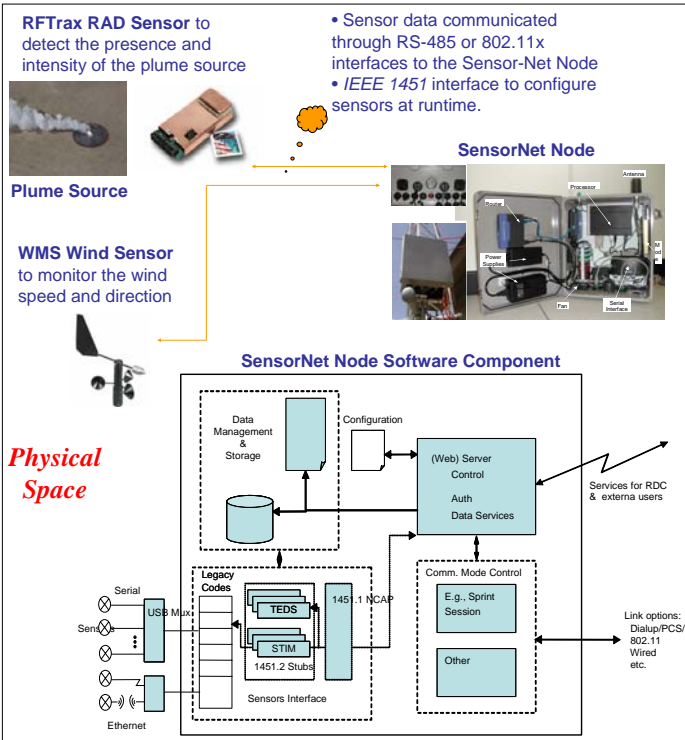 RFTrax RAD Sensor to
detect the presence and
intensity of the plume source
• Sensor data communicated
through RS-485 or 802.11x
interfaces to the Sensor-Net Node
• IEEE 1451 interface to configure
sensors at runtime.
Plume Source
SensorNet Node
Antenna
Processor
Router
Mod
Power
Supplies
Fan
Serial
Interface
WMS Wind Sensor
to monitor the wind
speed and direction
SensorNet Node Software Component
Physical
Space
Data
Management
&
Storage
Configuration
(Web) Server
Control
Auth
Data Services
Services for RDC
& externa users
Legacy
Codes
TEDS
STIM
1451.2 Stubs
1451.1 NCAP
Sensors Interface
Comm. Mode Control
E.g., Sprint
Session
Other
Link options:
Dialup/PCS/
802.11
Wired
etc.
Serial
USB Mux
Sensors
Ethernet